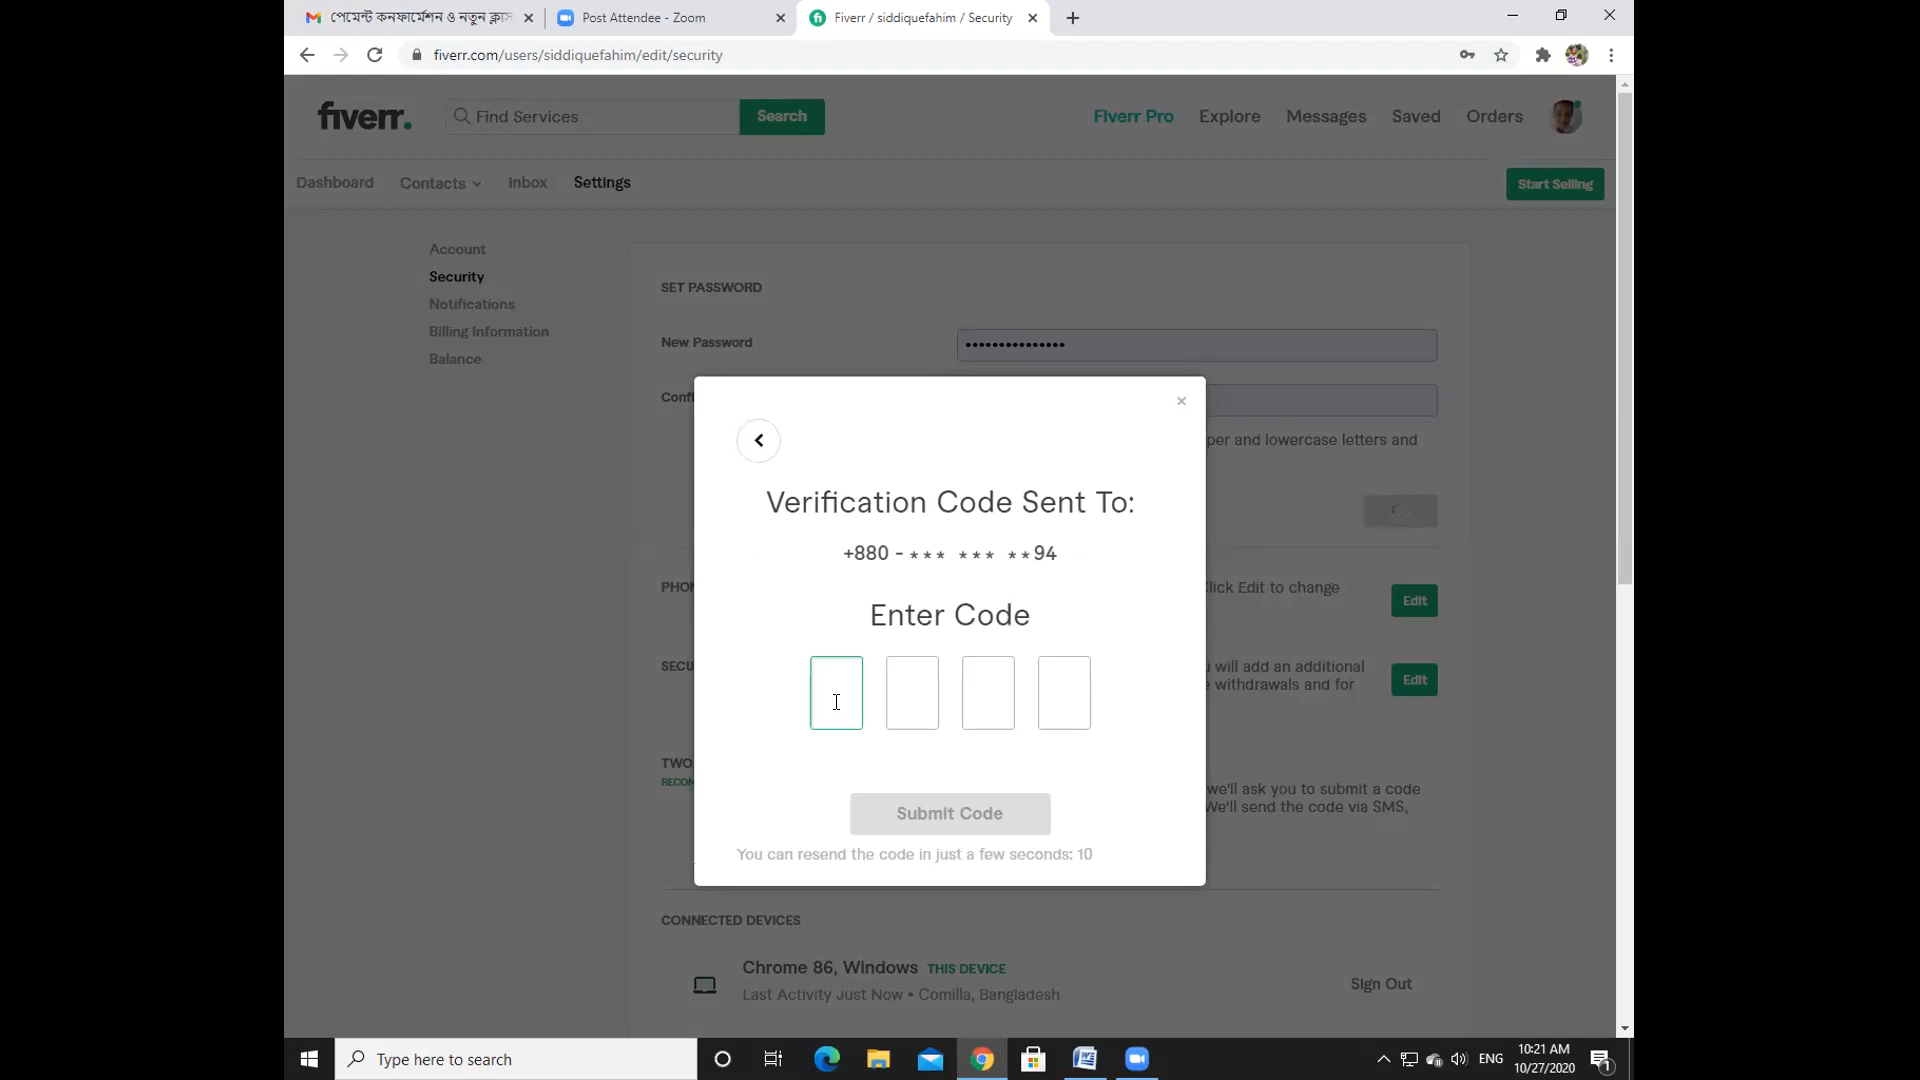 পেমেন্ট কনফার্মেশন ও নতুন ক্লাস
Post Attendee - Zoom
Fiverr / siddiquefahim / Security
fiverr.com/users/siddiquefahim/edit/security
fiverr.
Find Services
Search
Fiverr Pro
Explore
Messages
Saved
Orders
Dashboard
Contacts
Inbox
Settings
Start Selling
Account
Security
Notifications
Billing Information
Balance
SET PASSWORD
New Password
•••••••••••••••
Confi
per and lowercase letters and
Verification Code Sent To:
+880 - *** *** **94
Enter Code
Submit Code
You can resend the code in just a few seconds: 10
PHON
lick Edit to change
Edit
SECU
will add an additional
e withdrawals and for
Edit
TWO
RECOM
we'll ask you to submit a code
We'll send the code via SMS,
CONNECTED DEVICES
Chrome 86, Windows THIS DEVICE
Last Activity Just Now • Comilla, Bangladesh
Sign Out
Type here to search
ENG
10:21 AM
10/27/2020
1